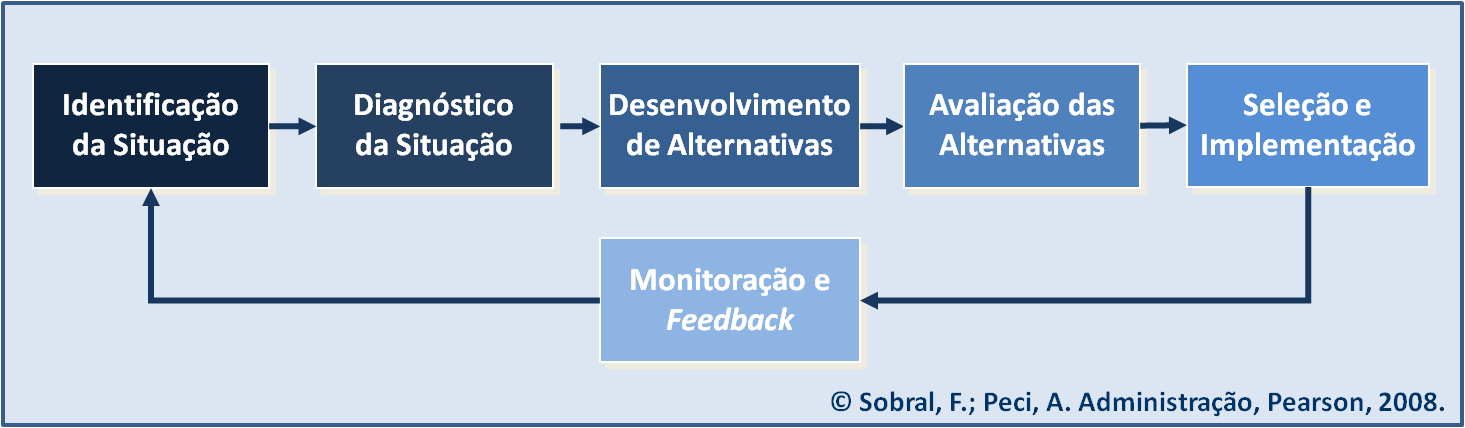 Identificação
da Situação
Diagnóstico
da Situação
Desenvolvimento
de Alternativas
Avaliação das
Alternativas
Seleção e
Implementação
Monitoração e
Feedback
© Sobral, F.; Peci, A. Administração, Pearson, 2008.